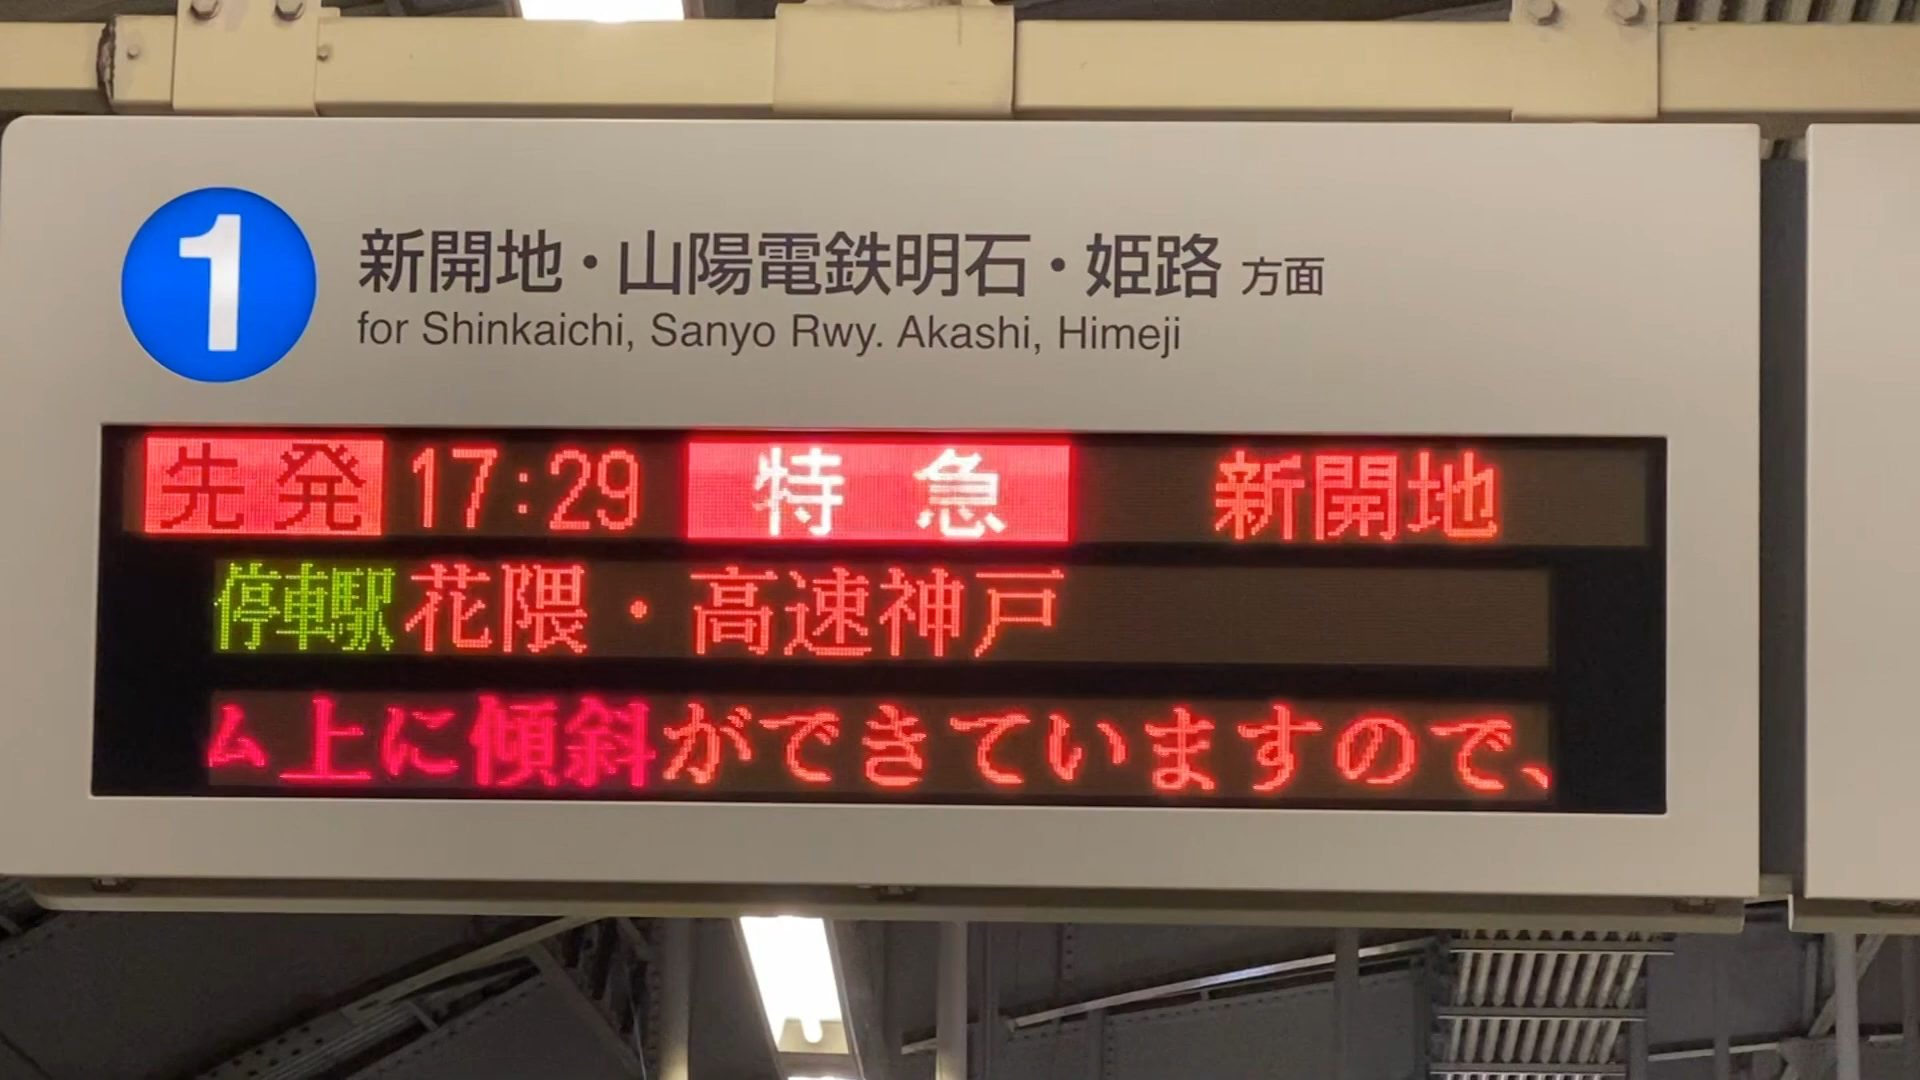 1
新開地・山陽電鉄明石・姫路 方面
for Shinkaichi, Sanyo Rwy. Akashi, Himeji
先発 17:29 特急 新開地
停車駅 花隈・高速神戸
ム上に傾斜ができていますので、